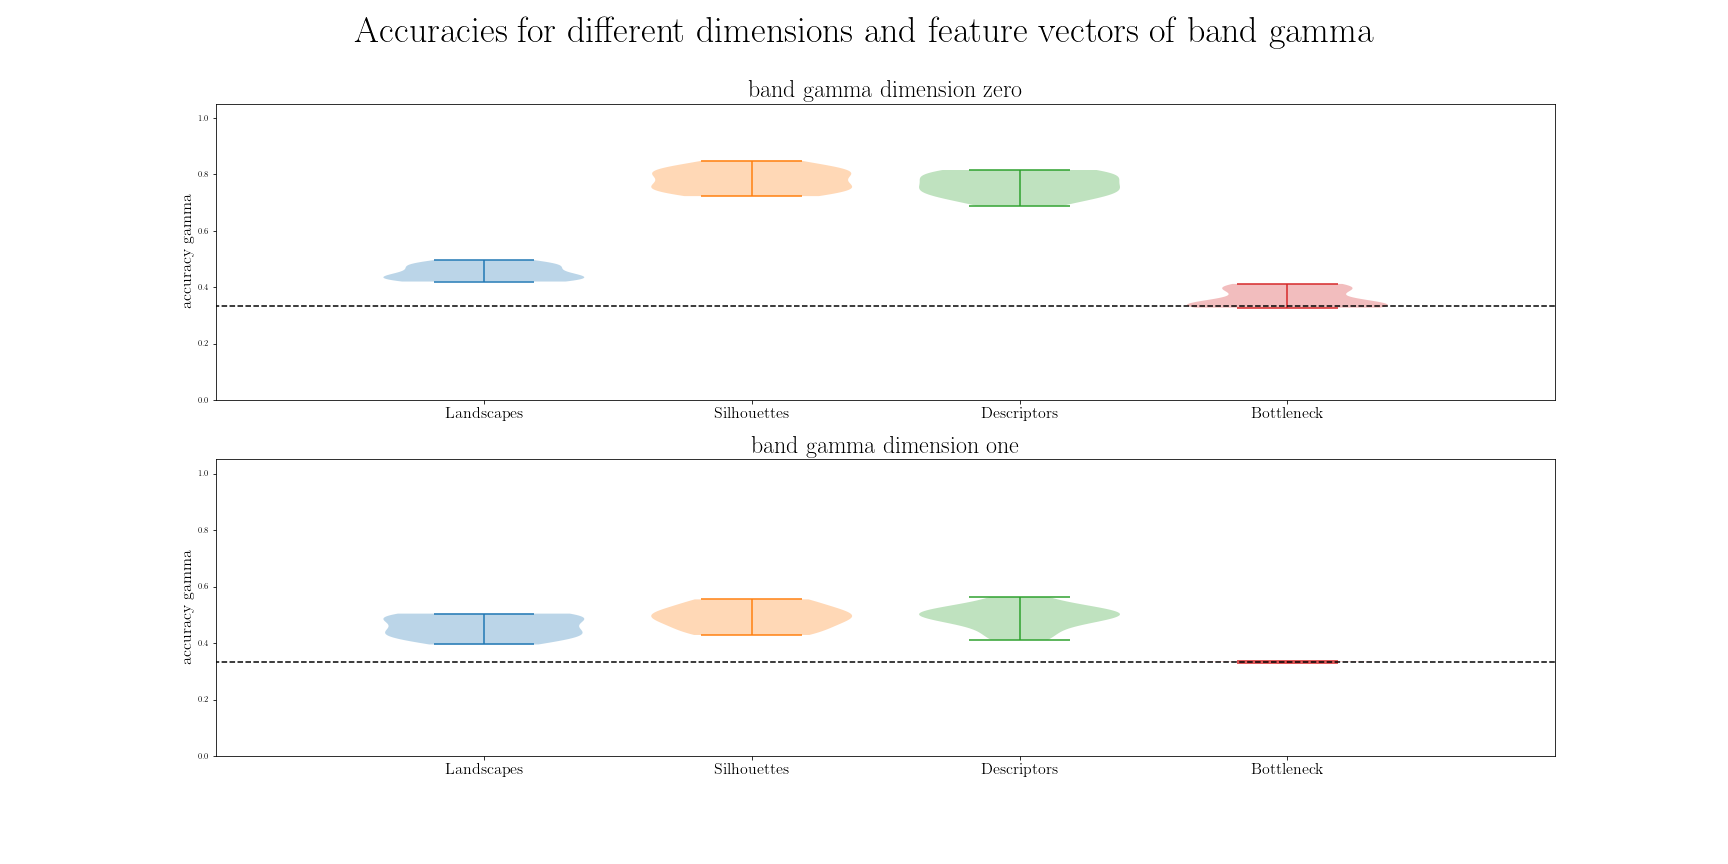 Accuracies for different dimensions and feature vectors of band gamma
band gamma dimension zero
accuracy gamma
1.0
0.8
0.6
0.4
0.2
0.0
Landscapes Silhouettes Descriptors Bottleneck
band gamma dimension one
accuracy gamma
1.0
0.8
0.6
0.4
0.2
0.0
Landscapes Silhouettes Descriptors Bottleneck